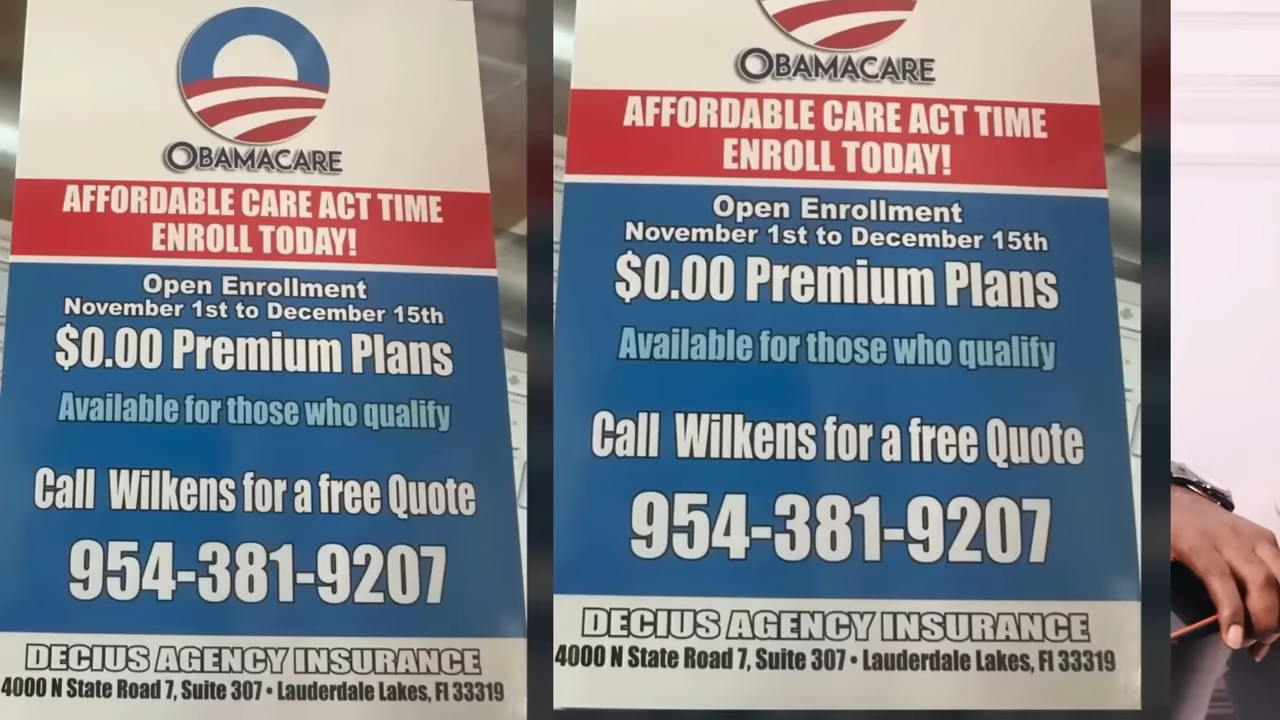 OBAMACARE
AFFORDABLE CARE ACT TIME
ENROLL TODAY!
Open Enrollment
November 1st to December 15th
$0.00 Premium Plans
Available for those who qualify
Call Wilkens for a free Quote
954-381-9207
DECIUS AGENCY INSURANCE
4000 N State Road 7, Suite 307 • Lauderdale Lakes, Fl 33319
OBAMACARE
AFFORDABLE CARE ACT TIME
ENROLL TODAY!
Open Enrollment
November 1st to December 15th
$0.00 Premium Plans
Available for those who qualify
Call Wilkens for a free Quote
954-381-9207
DECIUS AGENCY INSURANCE
4000 N State Road 7, Suite 307 • Lauderdale Lakes, Fl 33319